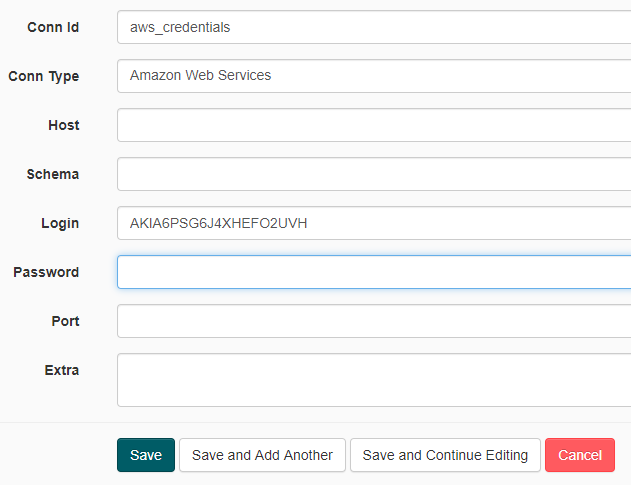 Conn Id aws_credentials
Conn Type Amazon Web Services
Host
Schema
Login AKIA6PSG6J4XHEFO2UVH
Password
Port
Extra
Save Save and Add Another Save and Continue Editing Cancel